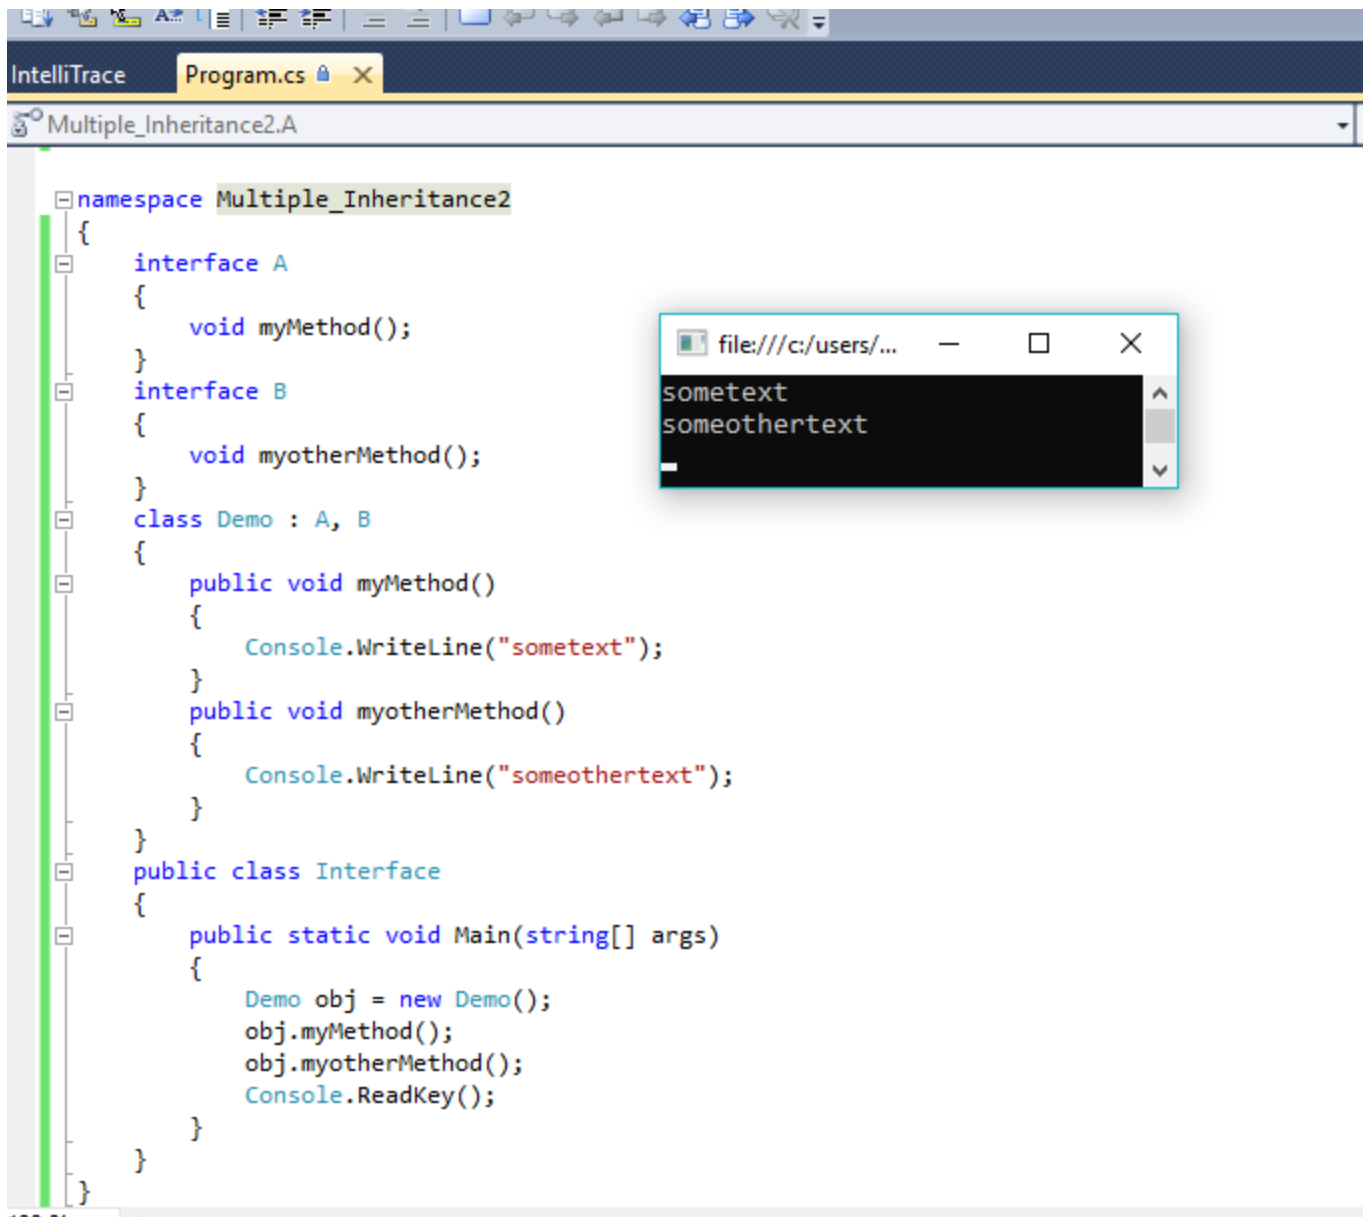 IntelliTrace
Program.cs
Multiple_Inheritance2.A
namespace Multiple_Inheritance2
{
interface A
{
void myMethod();
}
interface B
{
void myotherMethod();
}
class Demo : A, B
{
public void myMethod()
{
Console.WriteLine("sometext");
}
public void myotherMethod()
{
Console.WriteLine("someothertext");
}
}
public class Interface
{
public static void Main(string[] args)
{
Demo obj = new Demo();
obj.myMethod();
obj.myotherMethod();
Console.ReadKey();
}
}
}
file:///c:/users/...
sometext
someothertext